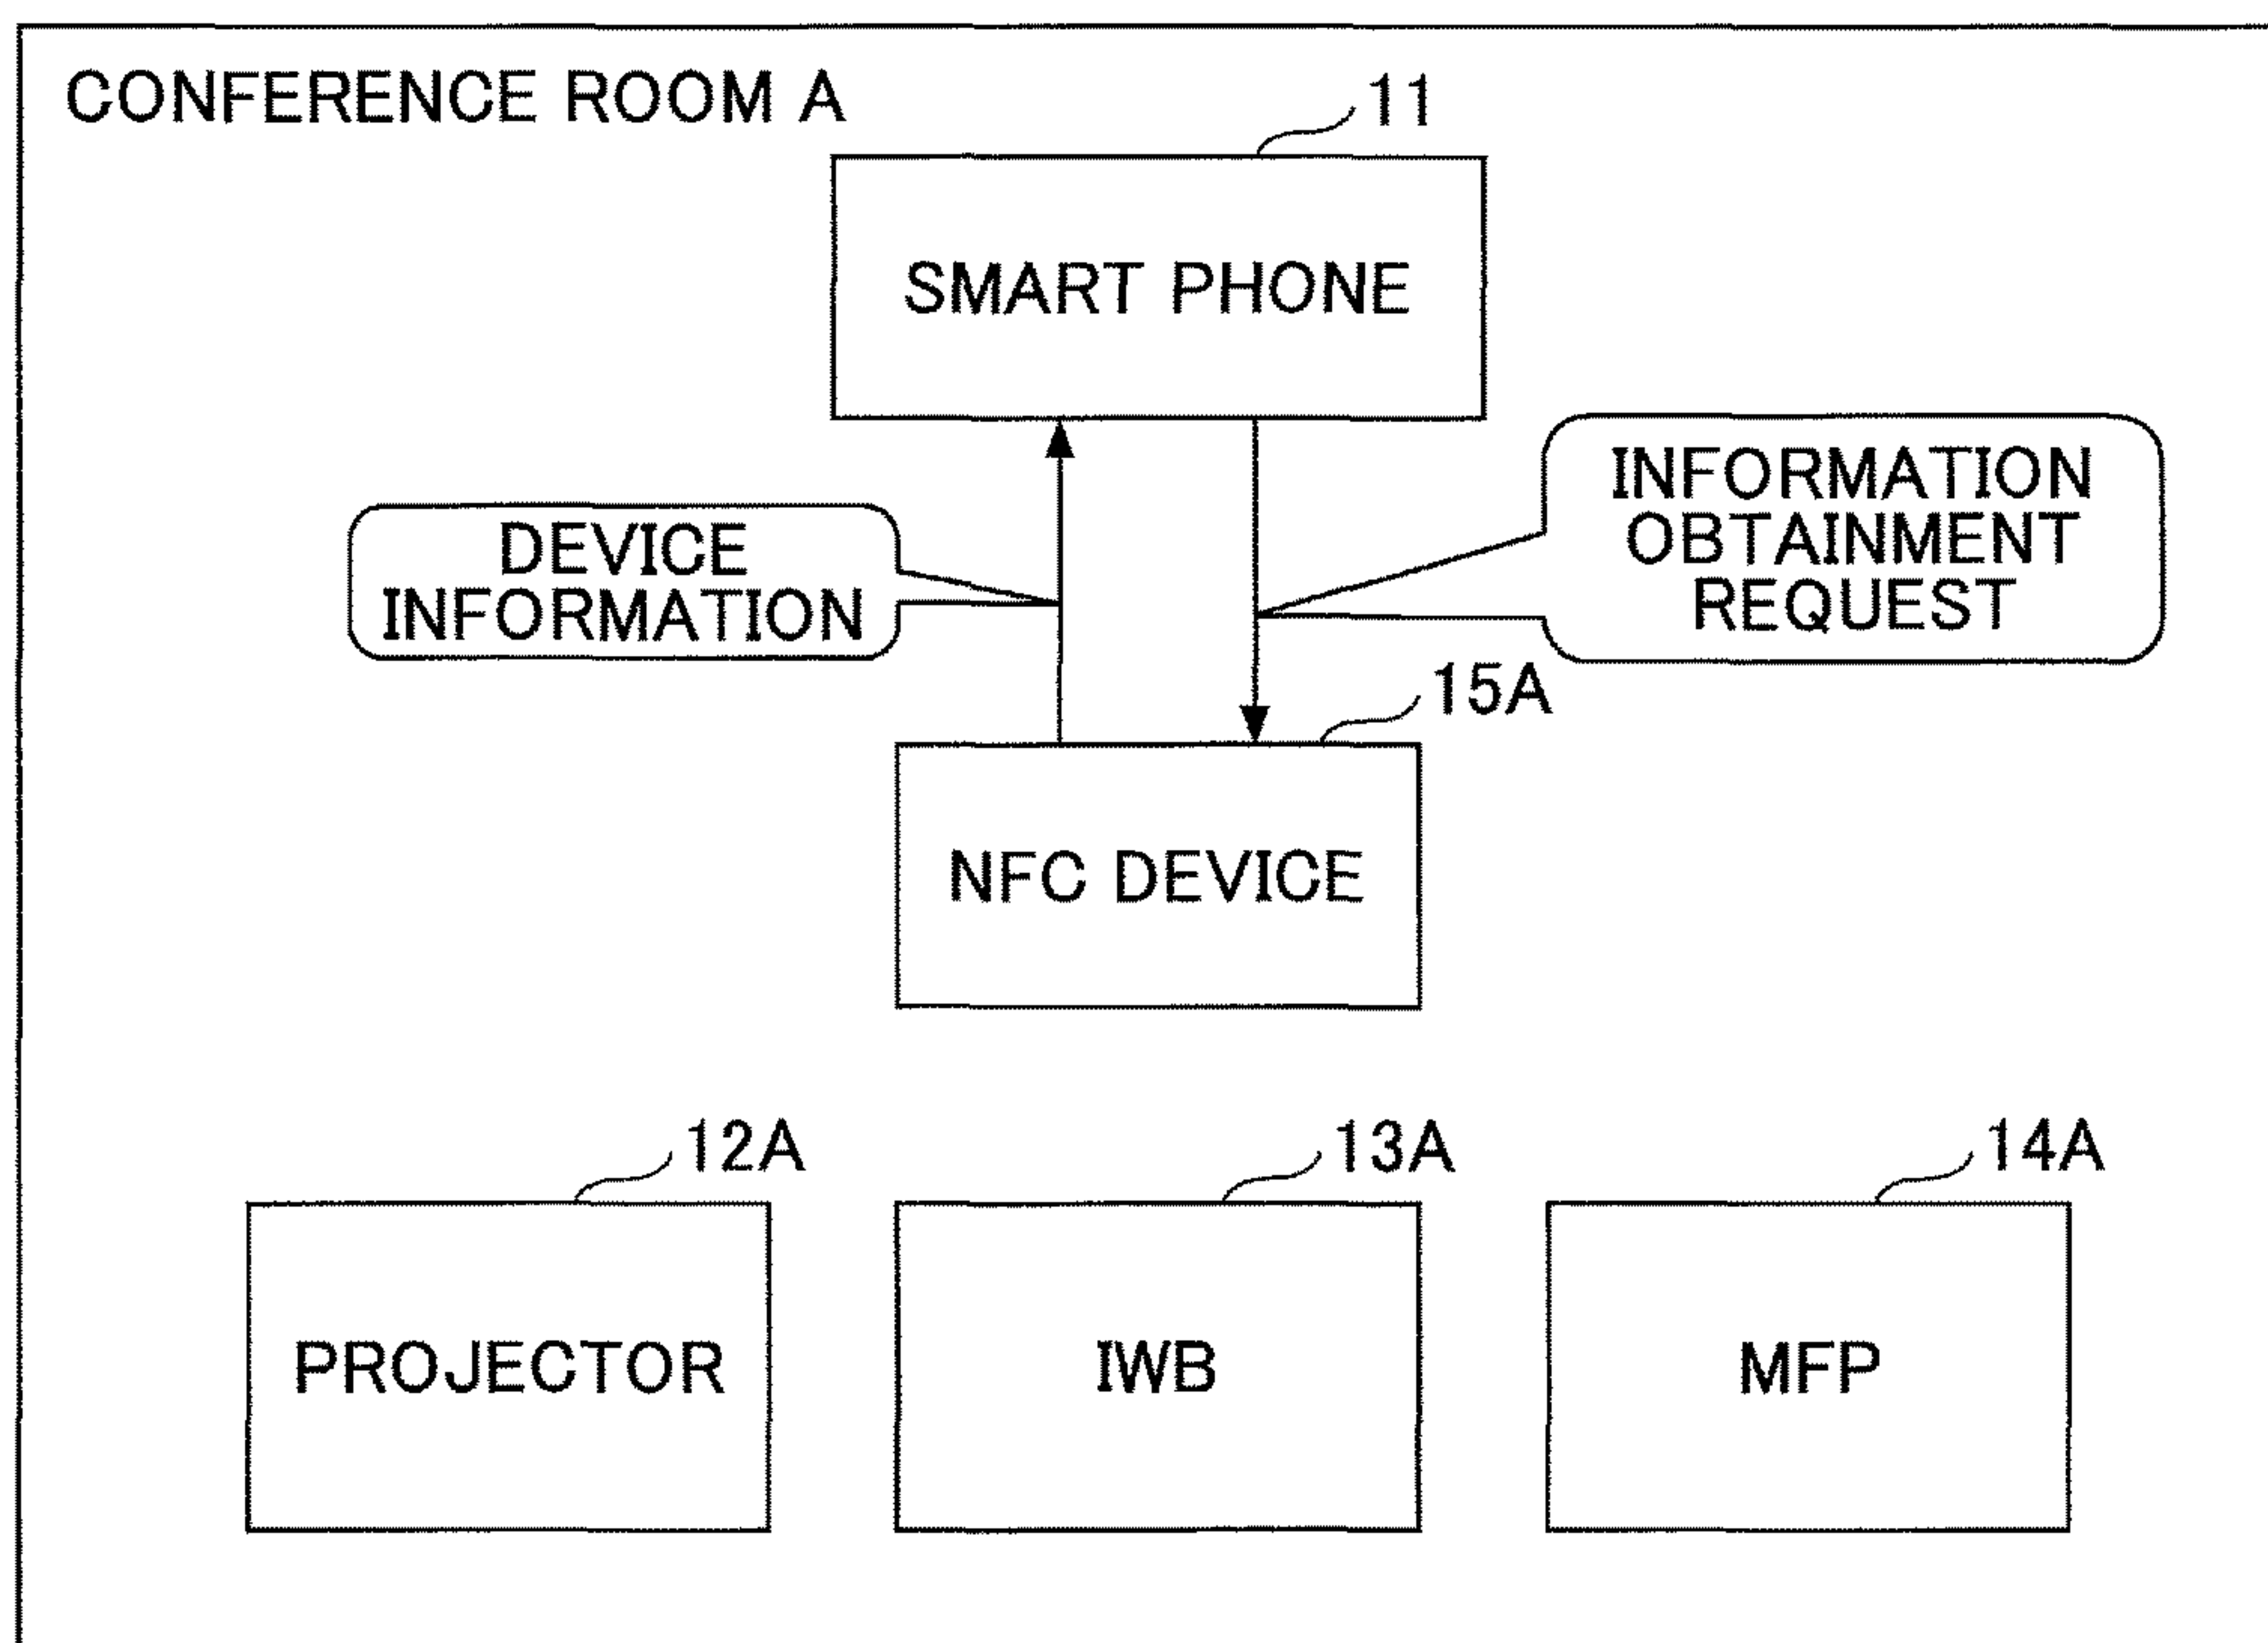 CONFERENCE ROOM A
11
SMART PHONE
DEVICE
INFORMATION
INFORMATION
OBTAINMENT
REQUEST
15A
NFC DEVICE
12A
13A
14A
PROJECTOR
IWB
MFP